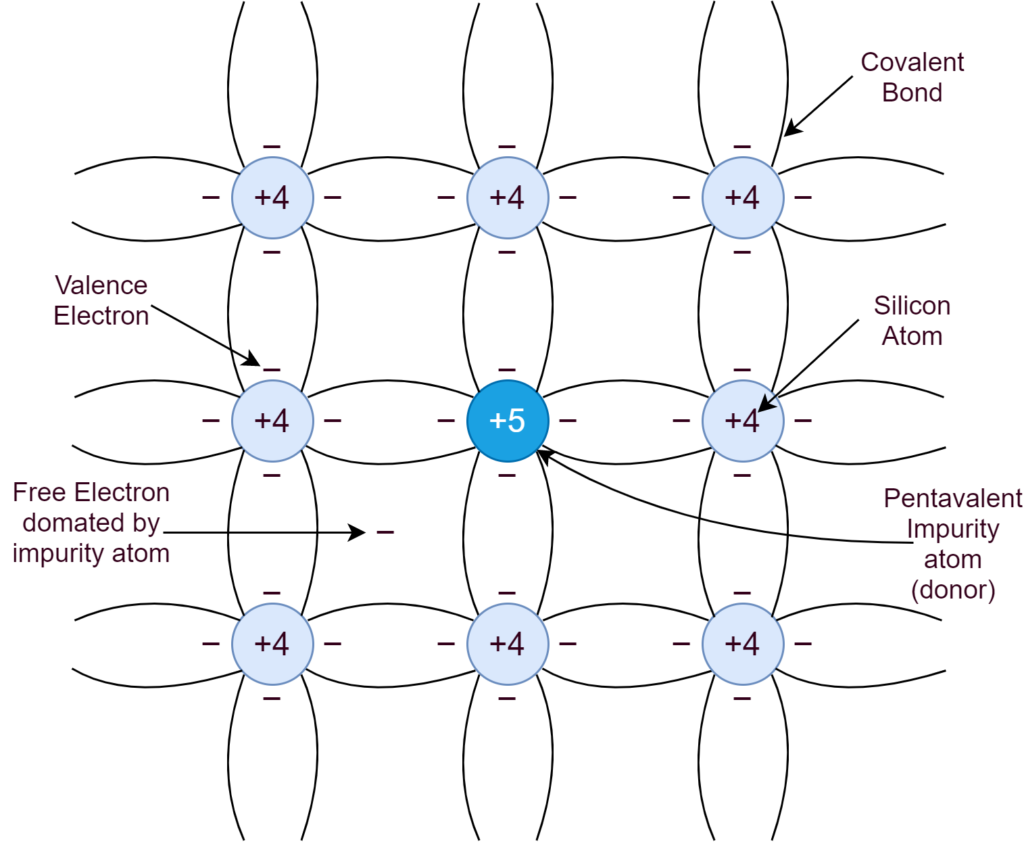 Covalent
Bond
+4
+4
+4
Valence
Electron
Silicon
Atom
+4
+5
+4
Free Electron
domated by
impurity atom
Pentavalent
Impurity
atom
(donor)
+4
+4
+4